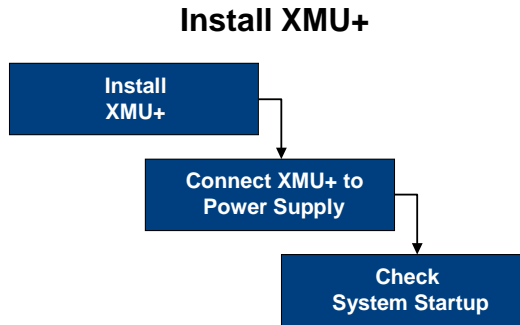 Install XMU+
Install
XMU+
Connect XMU+ to
Power Supply
Check
System Startup